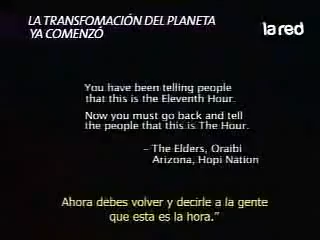 LA TRANSFOMACIÓN DEL PLANETA
YA COMENZÓ
la red
You have been telling people
that this is the Eleventh Hour.
Now you must go back and tell
the people that this is The Hour.
– The Elders, Oraibi
Arizona, Hopi Nation
Ahora debes volver y decirle a la gente
que esta es la hora.”